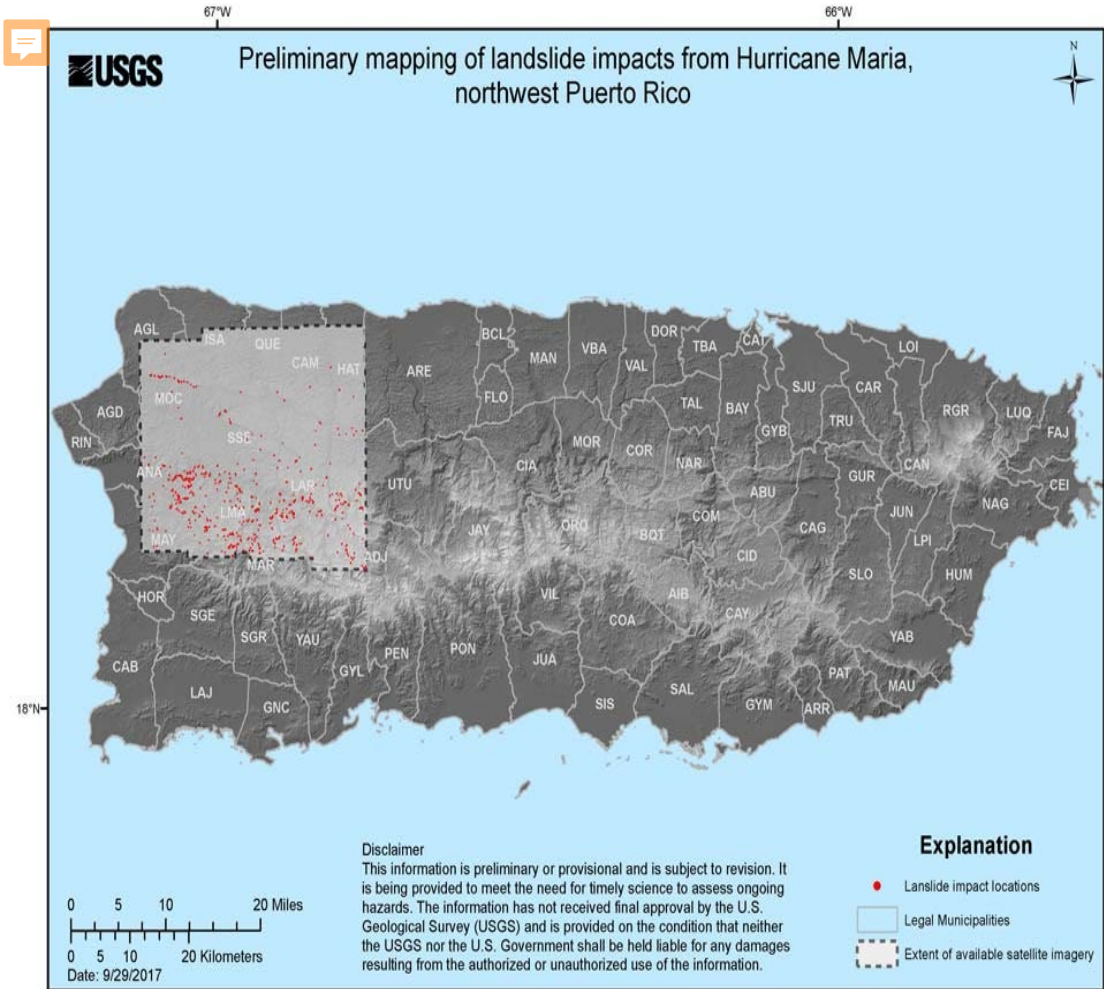 67°W
66°W
USGS
Preliminary mapping of landslide impacts from Hurricane Maria,
northwest Puerto Rico
N
AGL
ISA
QUE
CAM
HAT
ARE
BCL
MAN
VBA
VAL
DOR
TBA
CAT
LOI
MOC
FLO
TAL
BAY
GYB
SJU
TRU
CAR
RGR
LUQ
FAJ
AGD
RIN
SSE
ANA
LAR
UTU
CIA
MOR
COR
NAR
ABU
GUR
CAN
NAG
CEI
LMA
MAY
MAR
ADJ
JAY
ORO
BQT
COM
CID
CAG
JUN
LPI
HUM
HOR
SGE
SGR
YAU
GYL
PEN
PON
VIL
JUA
COA
AIB
CAY
SLO
YAB
CAB
LAJ
GNC
SIS
SAL
GYM
ARR
PAT
MAU
18°N
Disclaimer
This information is preliminary or provisional and is subject to revision. It
is being provided to meet the need for timely science to assess ongoing
hazards. The information has not received final approval by the U.S.
Geological Survey (USGS) and is provided on the condition that neither
the USGS nor the U.S. Government shall be held liable for any damages
resulting from the authorized or unauthorized use of the information.
Explanation
Lanslide impact locations
Legal Municipalities
Extent of available satellite imagery
0 5 10 20 Miles
0 5 10 20 Kilometers
Date: 9/29/2017